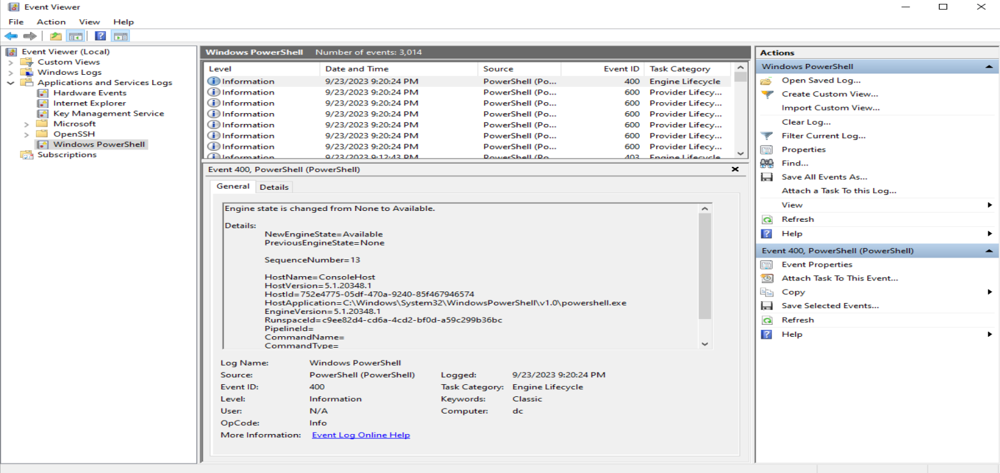 Event Viewer
File Action View Help
Event Viewer (Local)
Custom Views
Windows Logs
Applications and Services Logs
Hardware Events
Internet Explorer
Key Management Service
Microsoft
OpenSSH
Windows PowerShell
Subscriptions
Windows PowerShell Number of events: 3,014
Level Date and Time Source Event ID Task Category
Information 9/23/2023 9:20:24 PM PowerShell (Po... 400 Engine Lifecycle
Information 9/23/2023 9:20:24 PM PowerShell (Po... 600 Provider Lifecy...
Information 9/23/2023 9:20:24 PM PowerShell (Po... 600 Provider Lifecy...
Information 9/23/2023 9:20:24 PM PowerShell (Po... 600 Provider Lifecy...
Information 9/23/2023 9:20:24 PM PowerShell (Po... 600 Provider Lifecy...
Information 9/23/2023 9:20:24 PM PowerShell (Po... 600 Provider Lifecy...
Information 9/23/2023 9:20:24 PM PowerShell (Po... 600 Provider Lifecy...
Information 9/23/2023 9:12:43 PM PowerShell (Po... 403 Engine Lifecycle
Event 400, PowerShell (PowerShell)
General Details
Engine state is changed from None to Available.
Details:
NewEngineState=Available
PreviousEngineState=None
SequenceNumber=13
HostName=ConsoleHost
HostVersion=5.1.20348.1
HostId=752e4775-05df-470a-9240-85f467946574
HostApplication=C:\Windows\System32\WindowsPowerShell\v1.0\powershell.exe
EngineVersion=5.1.20348.1
RunspaceId=c9ee82d4-cd6a-4cd2-bf0d-a59c299b36bc
PipelineId=
CommandName=
CommandType=
Log Name: Windows PowerShell
Source: PowerShell (PowerShell) Logged: 9/23/2023 9:20:24 PM
Event ID: 400 Task Category: Engine Lifecycle
Level: Information Keywords: Classic
User: N/A Computer: dc
OpCode: Info
More Information: Event Log Online Help
Actions
Windows PowerShell
Open Saved Log...
Create Custom View...
Import Custom View...
Clear Log...
Filter Current Log...
Properties
Find...
Save All Events As...
Attach a Task To this Log...
View
Refresh
Help
Event 400, PowerShell (PowerShell)
Event Properties
Attach Task To This Event...
Copy
Save Selected Events...
Refresh
Help